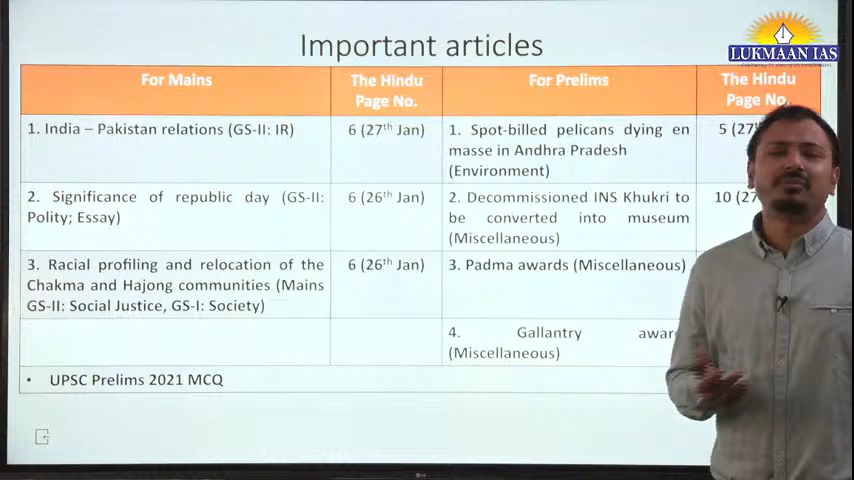 Important articles
LUKMAAN IAS
For Mains
The Hindu
Page No.
For Prelims
The Hindu
Page No.
1. India – Pakistan relations (GS-II: IR)
6 (27th Jan)
1. Spot-billed pelicans dying en
masse in Andhra Pradesh
(Environment)
5 (27
2. Significance of republic day (GS-II:
Polity; Essay)
6 (26th Jan)
2. Decommissioned INS Khukri to
be converted into museum
(Miscellaneous)
10 (27
3. Racial profiling and relocation of the
Chakma and Hajong communities (Mains
GS-II: Social Justice, GS-I: Society)
6 (26th Jan)
3. Padma awards (Miscellaneous)
4. Gallantry awar
(Miscellaneous)
• UPSC Prelims 2021 MCQ